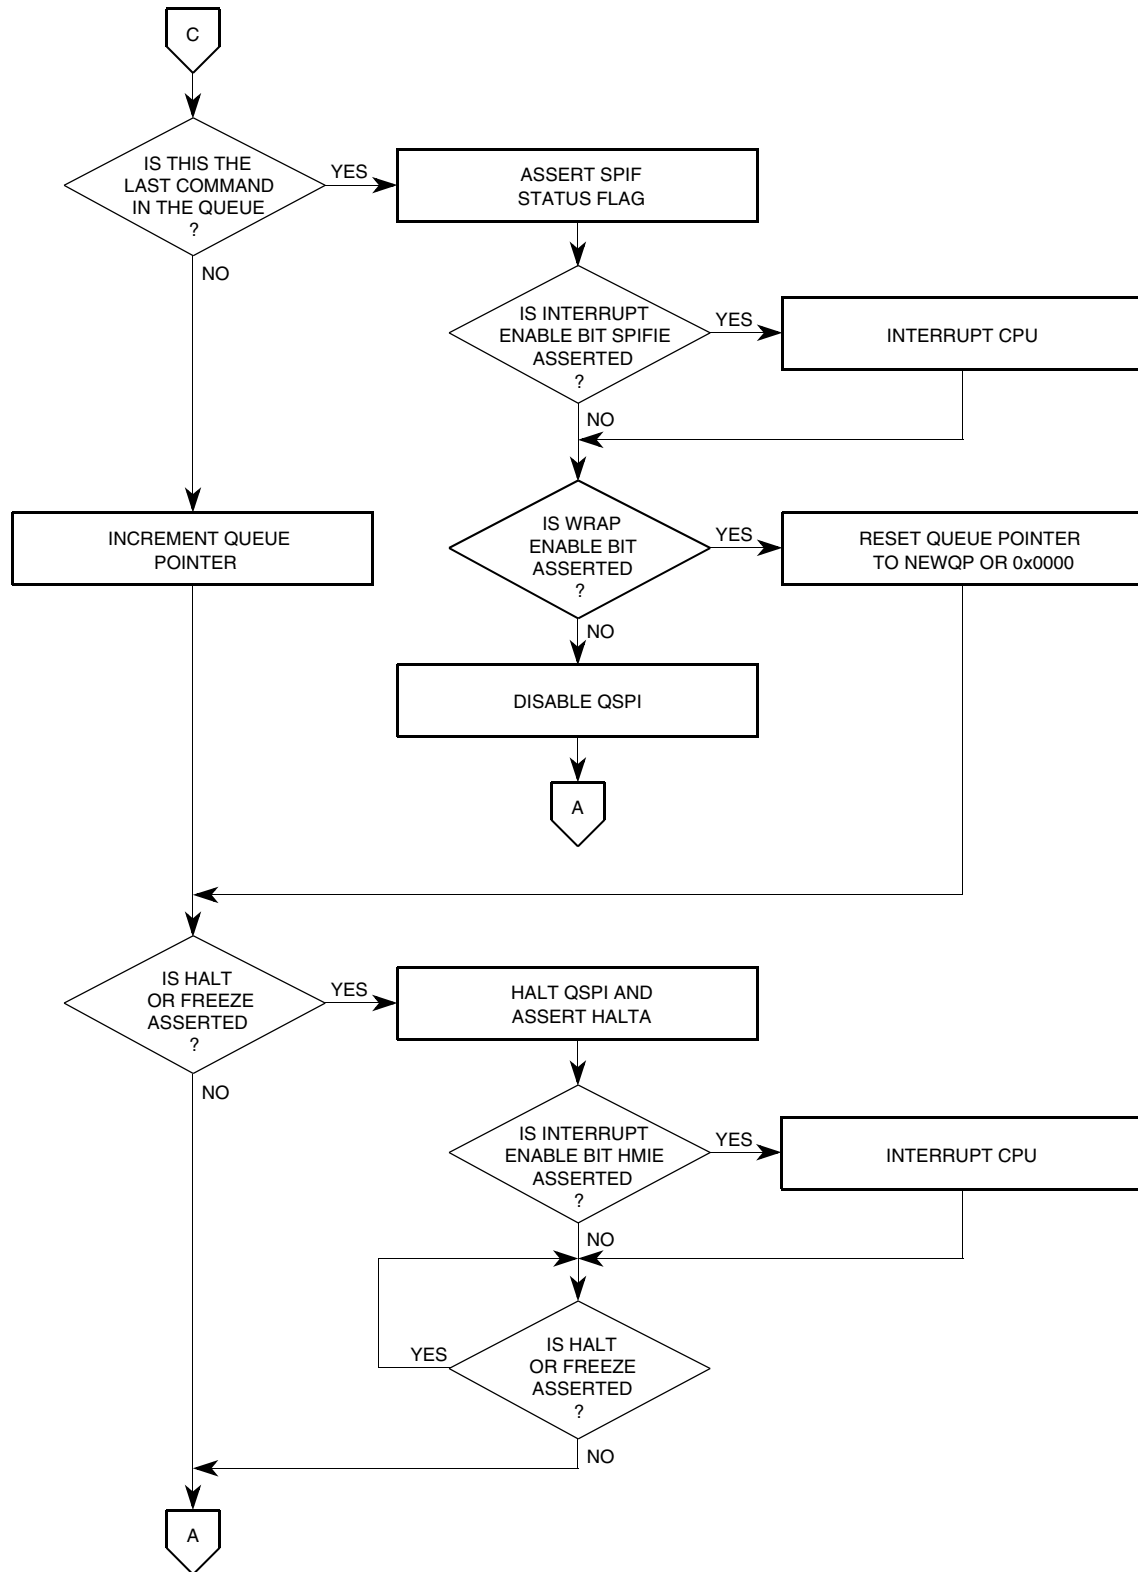 C
IS THIS THE
LAST COMMAND
IN THE QUEUE
?
YES
ASSERT SPIF
STATUS FLAG
NO
IS INTERRUPT
ENABLE BIT SPIFIE
ASSERTED
?
YES
INTERRUPT CPU
NO
INCREMENT QUEUE
POINTER
IS WRAP
ENABLE BIT
ASSERTED
?
YES
RESET QUEUE POINTER
TO NEWQP OR 0x0000
NO
DISABLE QSPI
A
IS HALT
OR FREEZE
ASSERTED
?
YES
HALT QSPI AND
ASSERT HALTA
NO
IS INTERRUPT
ENABLE BIT HMIE
ASSERTED
?
YES
INTERRUPT CPU
NO
IS HALT
OR FREEZE
ASSERTED
?
YES
NO
A